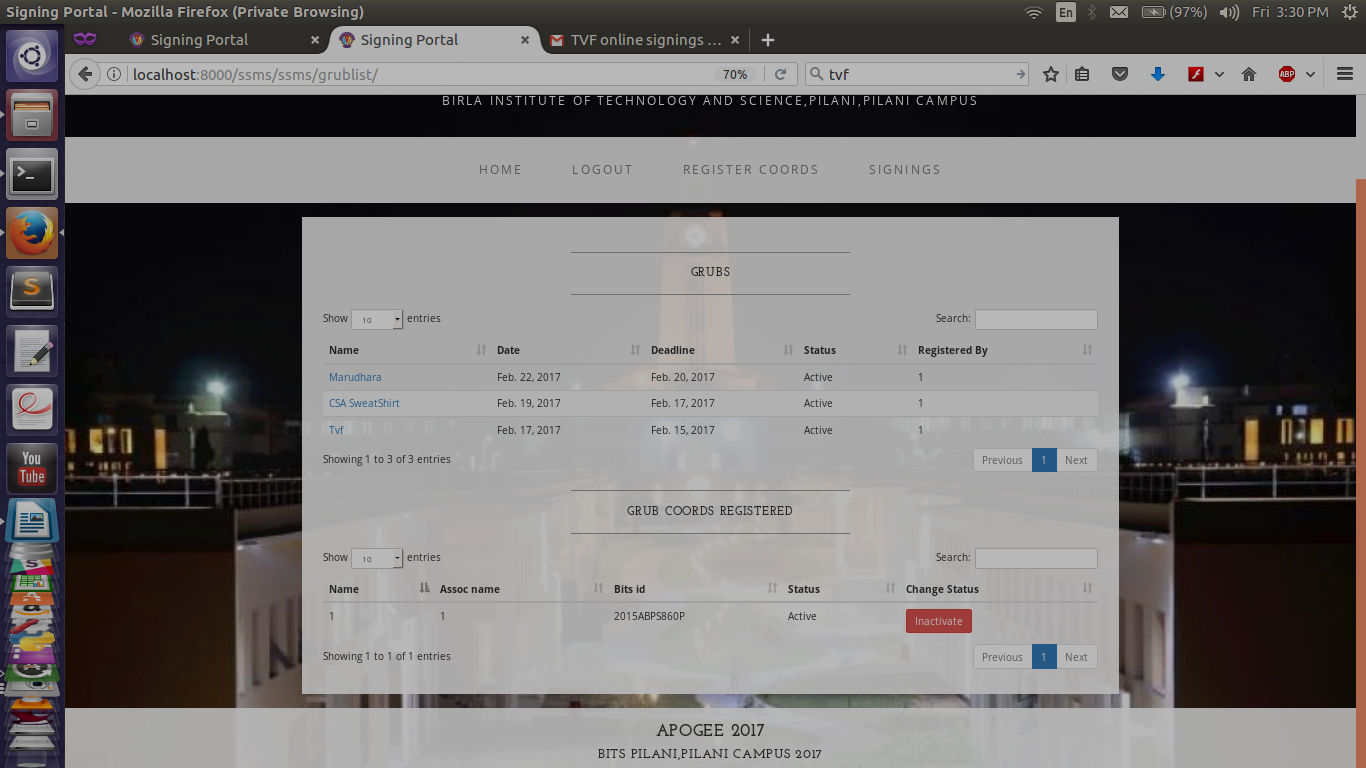 Signing Portal - Mozilla Firefox (Private Browsing)
En
(97%)
Fri 3:30 PM
Signing Portal
Signing Portal
TVF online signings ...
localhost:8000/ssms/ssms/grublist/
70%
tvf
ABP
BIRLA INSTITUTE OF TECHNOLOGY AND SCIENCE,PILANI,PILANI CAMPUS
HOME LOGOUT REGISTER COORDS SIGNINGS
GRUBS
Show 10 entries Search:
Name Date Deadline Status Registered By
Marudhara Feb. 22, 2017 Feb. 20, 2017 Active 1
CSA SweatShirt Feb. 19, 2017 Feb. 17, 2017 Active 1
Tvf Feb. 17, 2017 Feb. 15, 2017 Active 1
Showing 1 to 3 of 3 entries Previous 1 Next
GRUB COORDS REGISTERED
Show 10 entries Search:
Name Assoc name Bits id Status Change Status
1 1 2015ABPS860P Active Inactivate
Showing 1 to 1 of 1 entries Previous 1 Next
APOGEE 2017
BITS PILANI,PILANI CAMPUS 2017
You
Tube